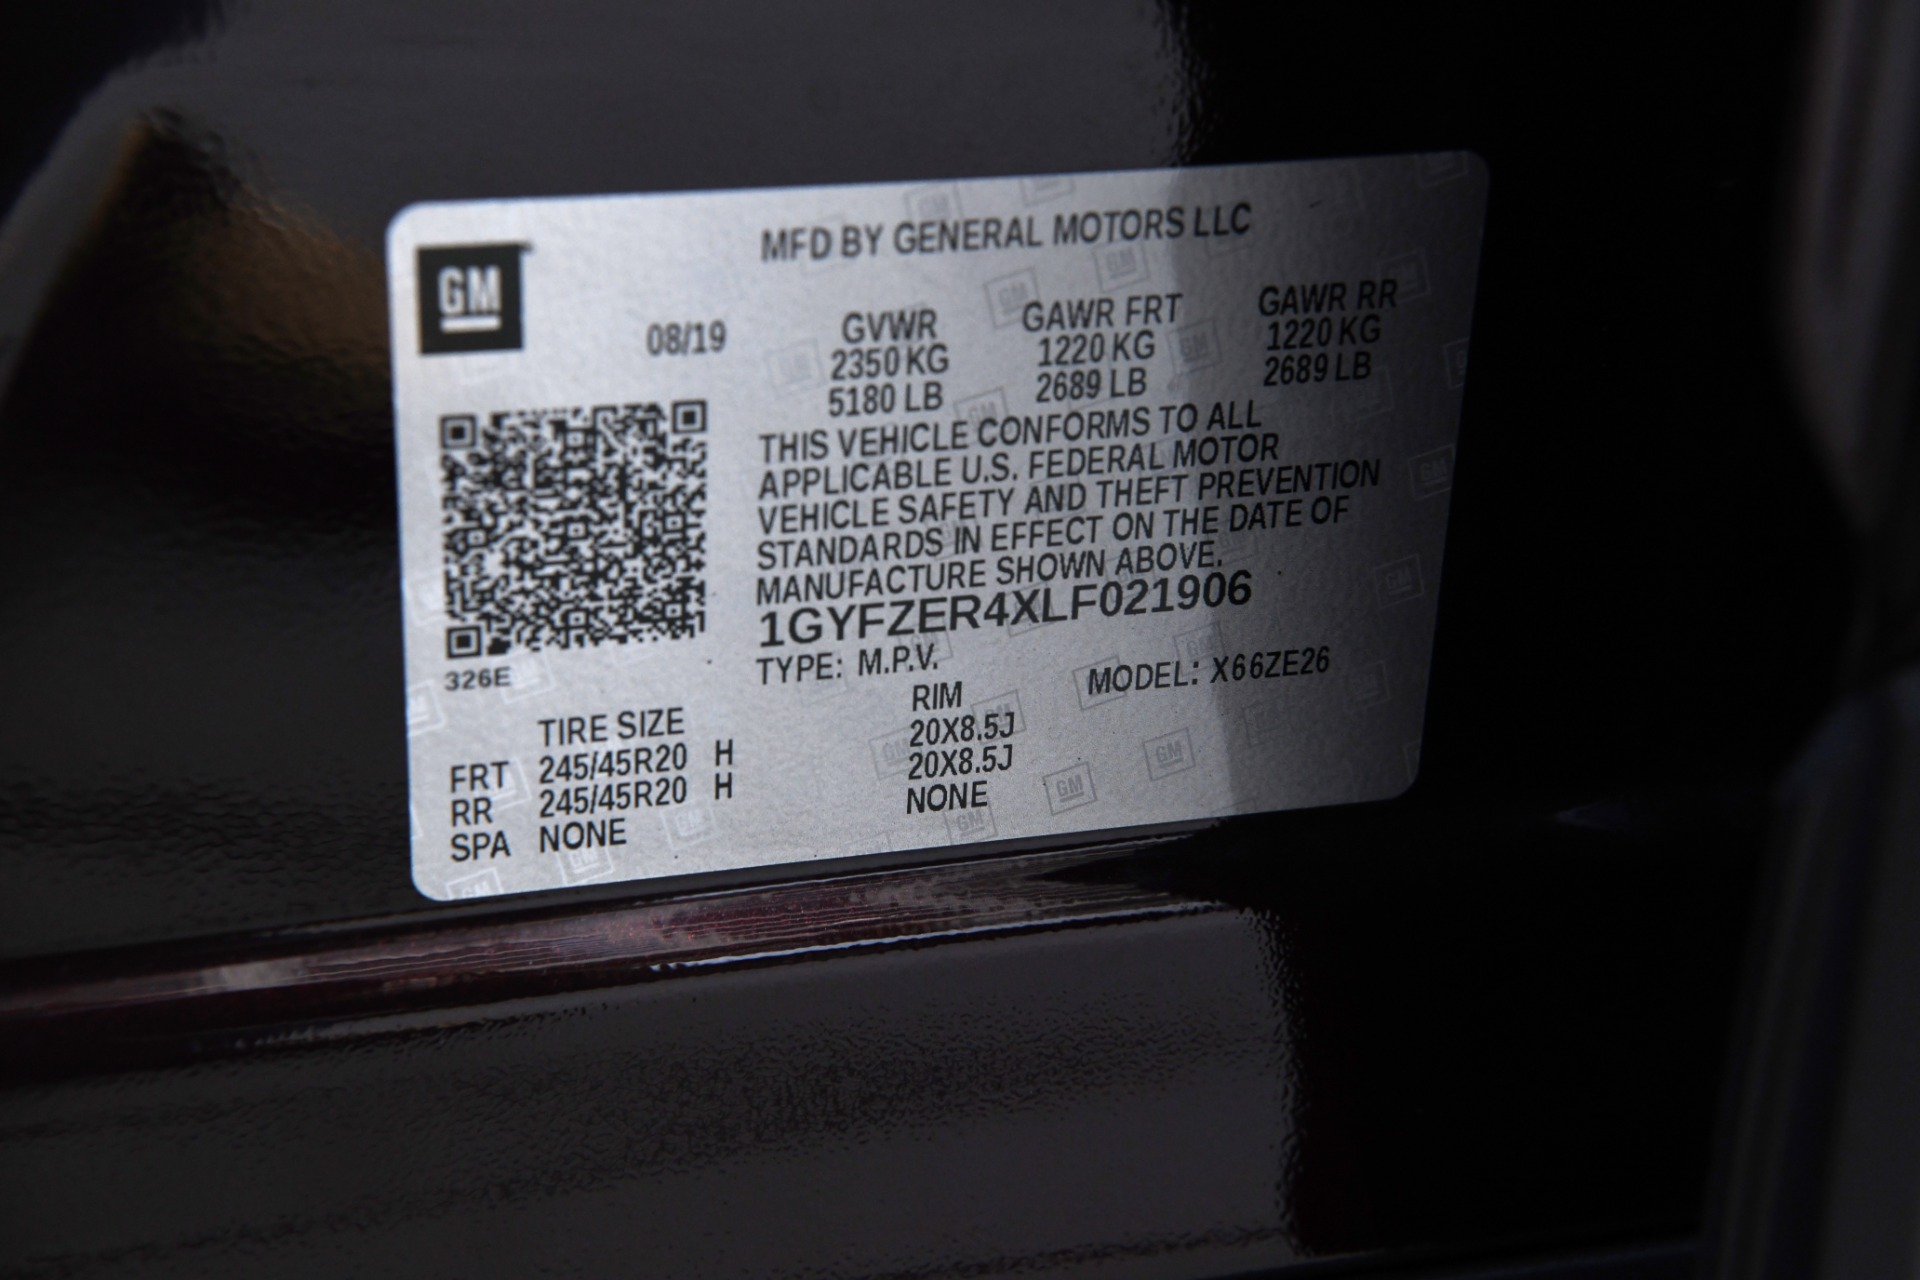 GM
MFD BY GENERAL MOTORS LLC
08/19
GVWR GAWR FRT GAWR RR
2350 KG 1220 KG 1220 KG
5180 LB 2689 LB 2689 LB
THIS VEHICLE CONFORMS TO ALL
APPLICABLE U.S. FEDERAL MOTOR
VEHICLE SAFETY AND THEFT PREVENTION
STANDARDS IN EFFECT ON THE DATE OF
MANUFACTURE SHOWN ABOVE.
1GYFZER4XLF021906
326E
TYPE: M.P.V. MODEL: X66ZE26
TIRE SIZE RIM
FRT 245/45R20 H 20X8.5J
RR 245/45R20 H 20X8.5J
SPA NONE NONE